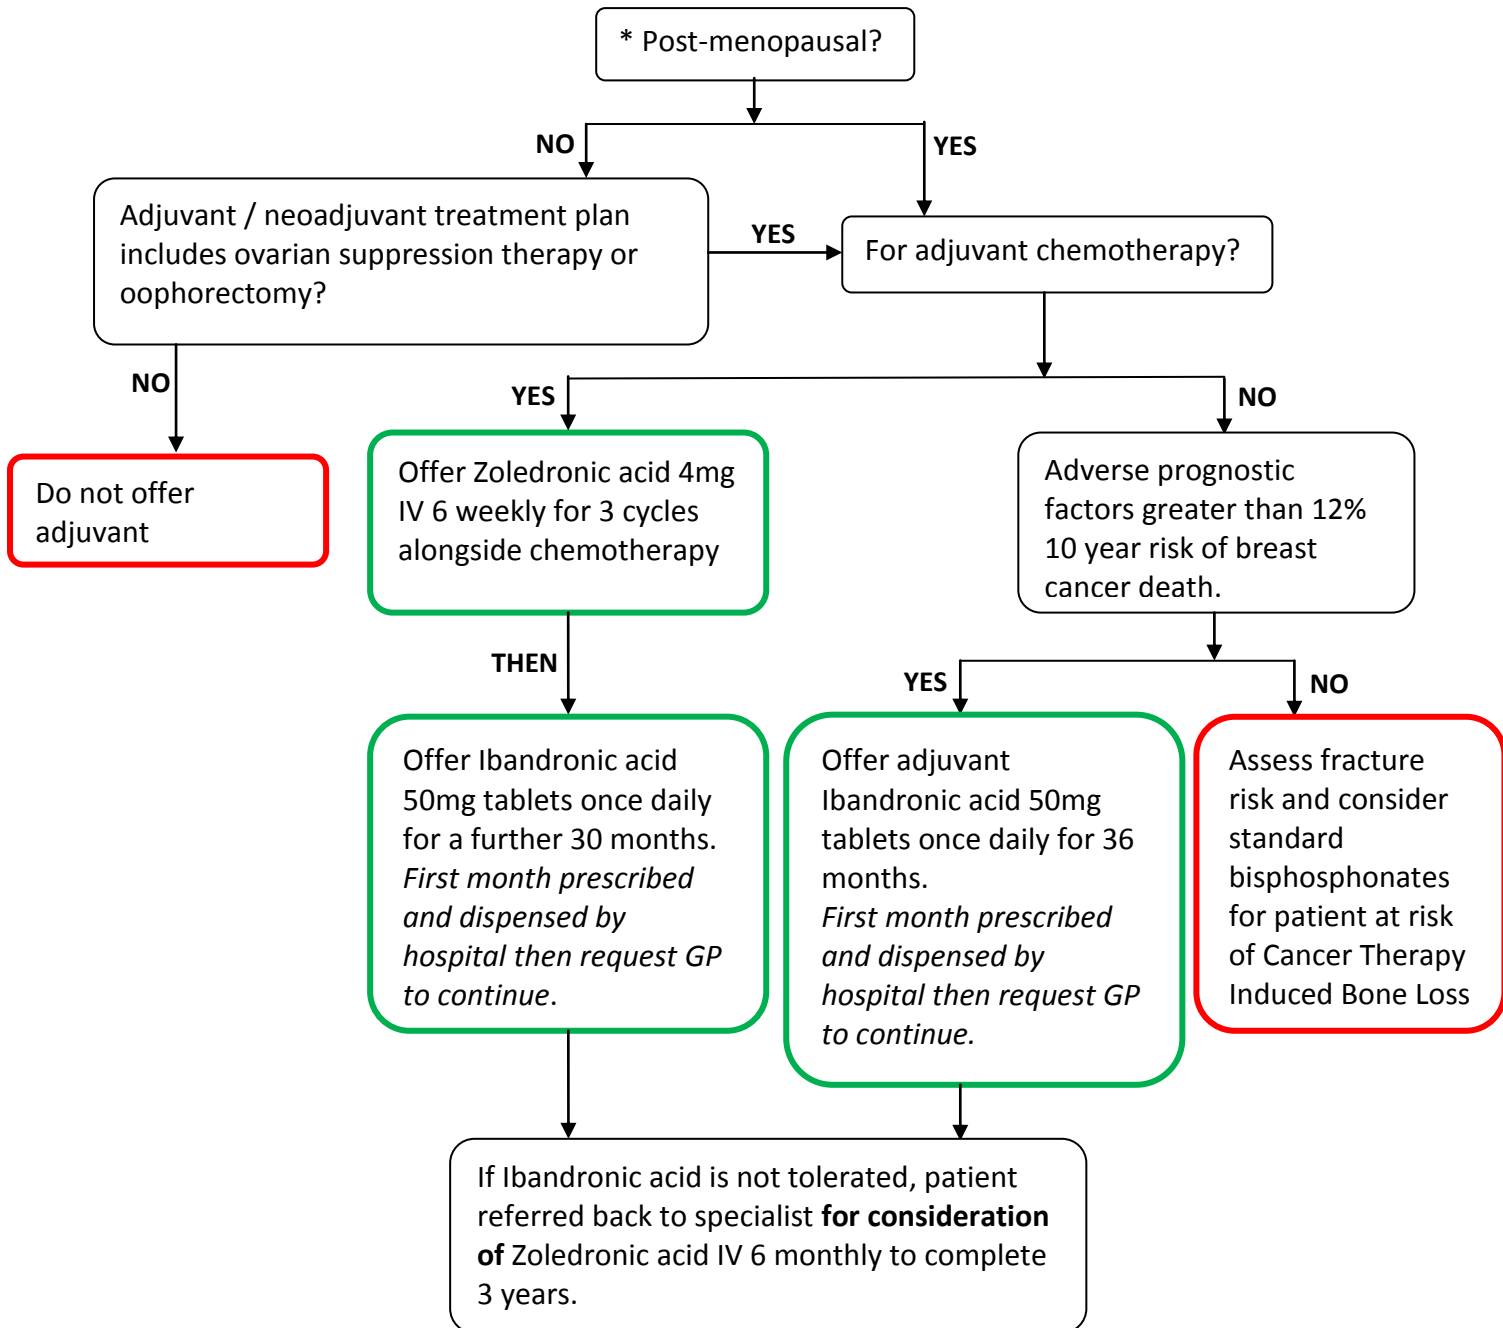 * Post-menopausal?
NO
YES
Adjuvant / neoadjuvant treatment plan
includes ovarian suppression therapy or
oophorectomy?
YES
For adjuvant chemotherapy?
NO
YES
NO
Do not offer
adjuvant
Offer Zoledronic acid 4mg
IV 6 weekly for 3 cycles
alongside chemotherapy
Adverse prognostic
factors greater than 12%
10 year risk of breast
cancer death.
THEN
YES
NO
Offer Ibandronic acid
50mg tablets once daily
for a further 30 months.
First month prescribed
and dispensed by
hospital then request GP
to continue.
Offer adjuvant
Ibandronic acid 50mg
tablets once daily for 36
months.
First month prescribed
and dispensed by
hospital then request GP
to continue.
Assess fracture
risk and consider
standard
bisphosphonates
for patient at risk
of Cancer Therapy
Induced Bone Loss
If Ibandronic acid is not tolerated, patient
referred back to specialist for consideration
of Zoledronic acid IV 6 monthly to complete
3 years.